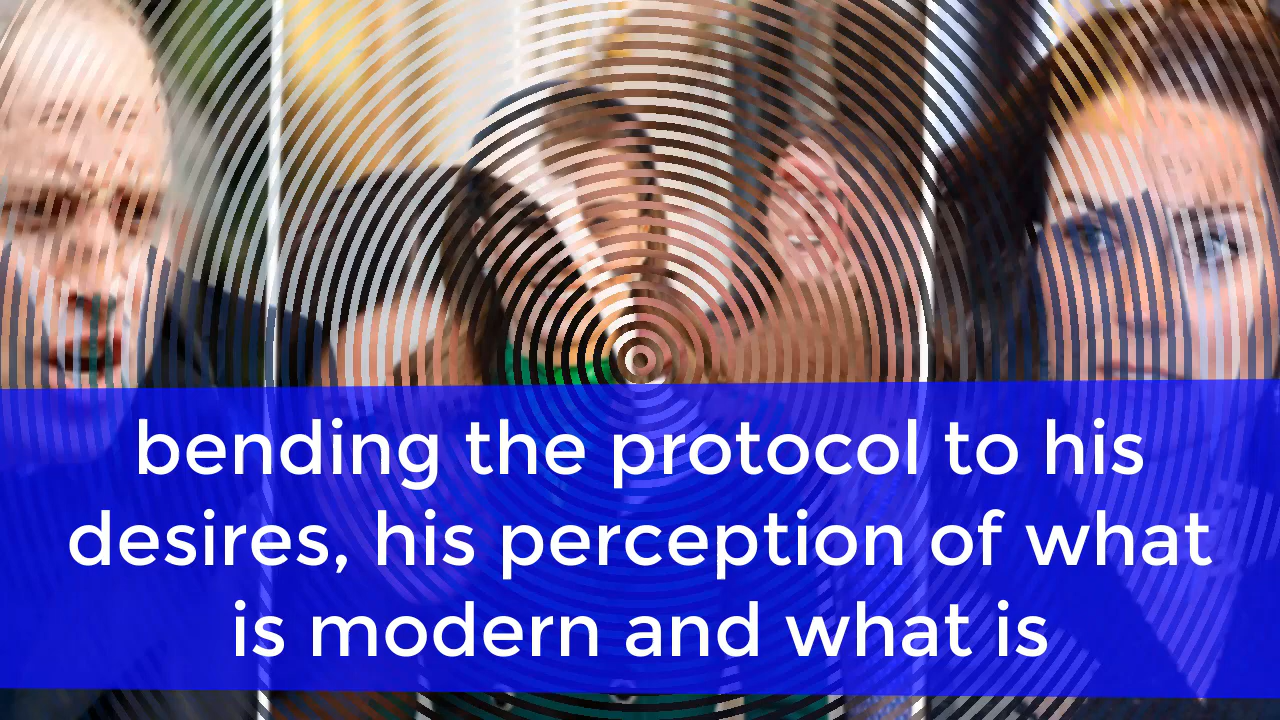 bending the protocol to his
desires, his perception of what
is modern and what is